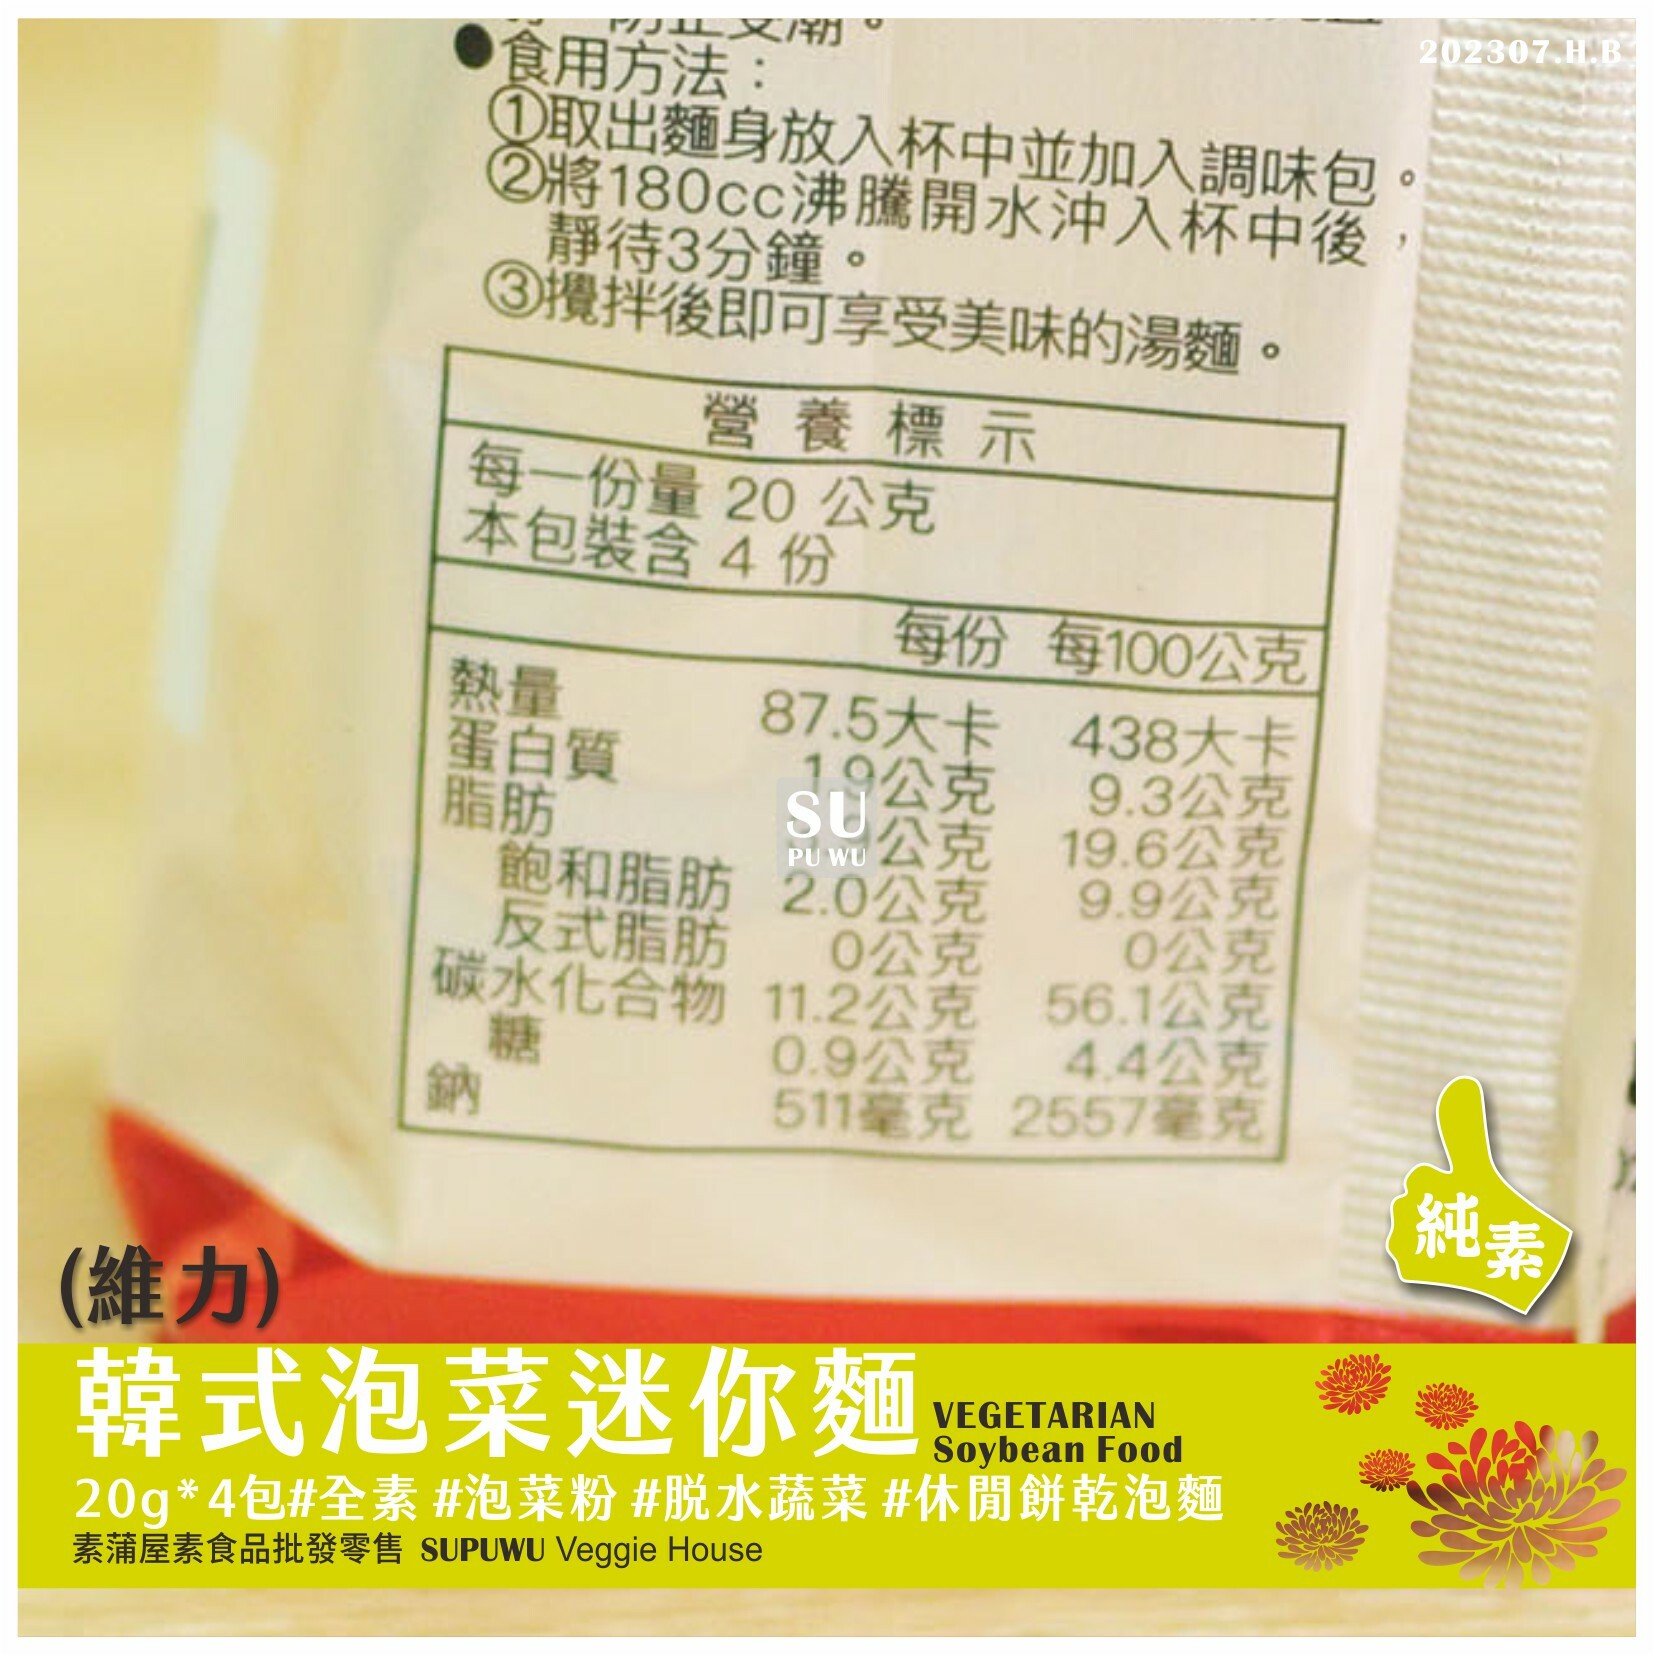 防止受潮。
202307.H.B
●食用方法：
①取出麵身放入杯中並加入調味包。
②將180cc沸騰開水沖入杯中後，
靜待3分鐘。
③攪拌後即可享受美味的湯麵。
營養標示
每一份量 20 公克
本包裝含 4 份
每份 每100公克
熱量 87.5大卡 438大卡
蛋白質 1.9公克 9.3公克
脂肪 公克 19.6公克
飽和脂肪 2.0公克 9.9公克
反式脂肪 0公克 0公克
碳水化合物 11.2公克 56.1公克
糖 0.9公克 4.4公克
鈉 511毫克 2557毫克
SU
PU WU
純素
(維力)
韓式泡菜迷你麵
VEGETARIAN
Soybean Food
20g*4包#全素 #泡菜粉 #脫水蔬菜 #休閒餅乾泡麵
素蒲屋素食品批發零售 SUPUWU Veggie House